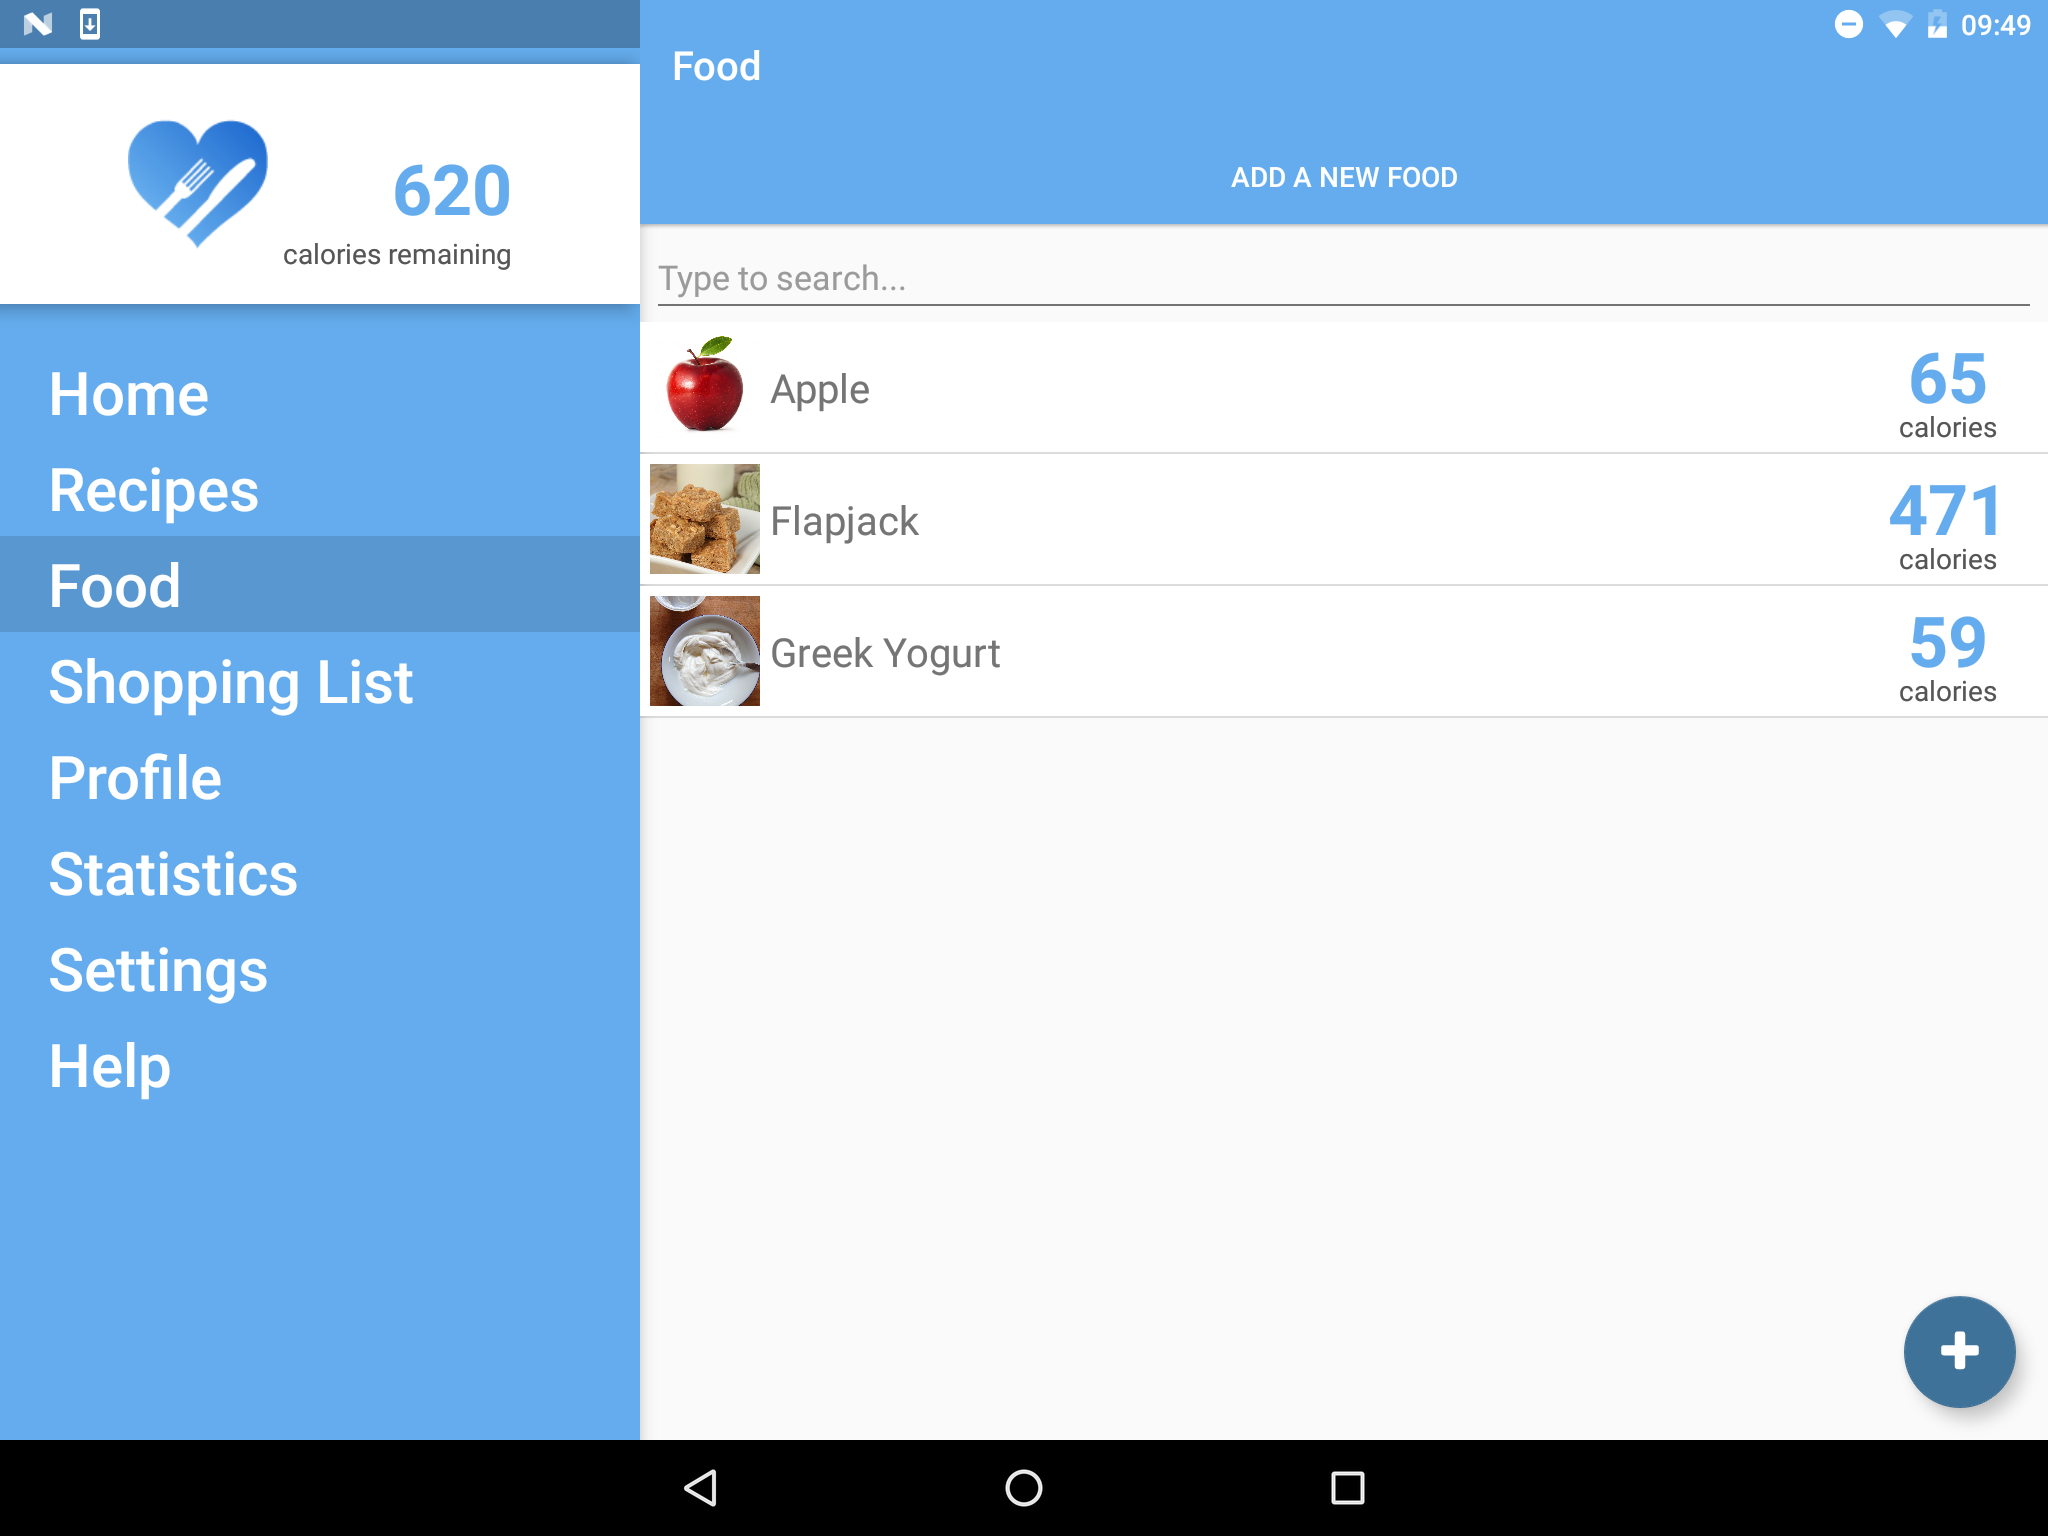 09:49
620
calories remaining
Home
Recipes
Food
Shopping List
Profile
Statistics
Settings
Help
Food
ADD A NEW FOOD
Type to search...
Apple
65
calories
Flapjack
471
calories
Greek Yogurt
59
calories